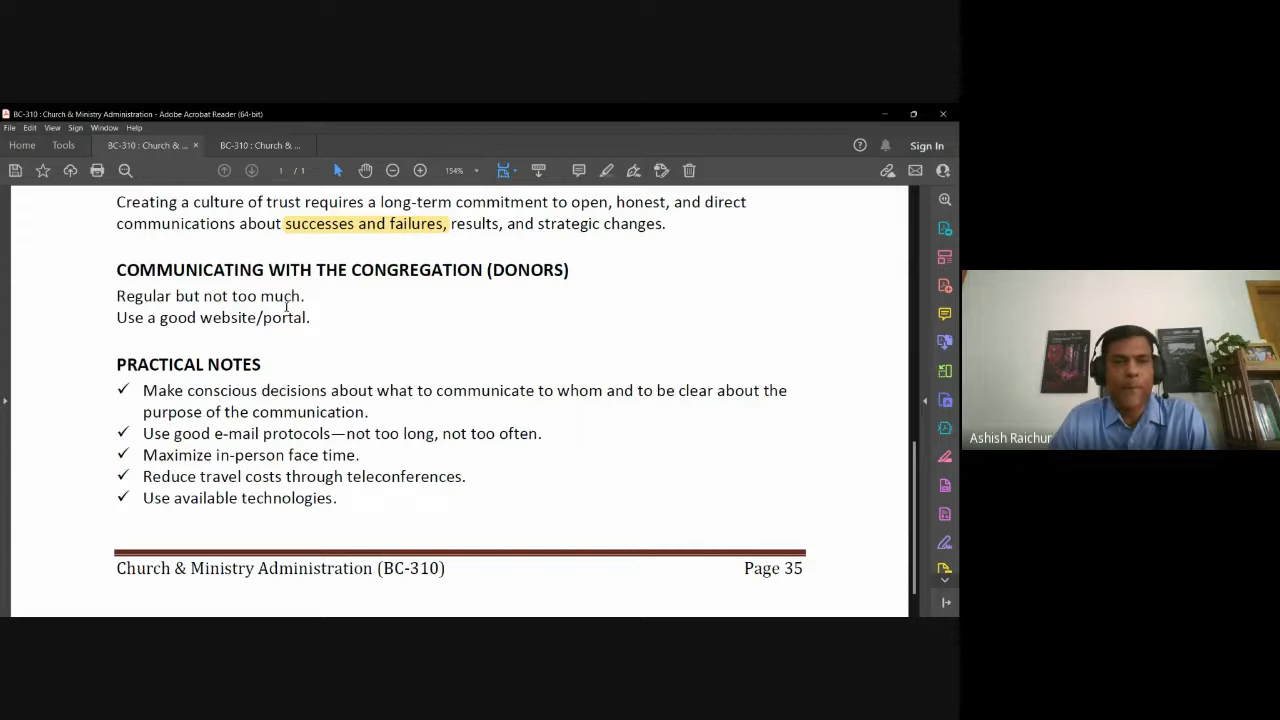 BC-310 : Church & Ministry Administration - Adobe Acrobat Reader (64-bit)
File Edit View Sign Window Help
Home Tools BC-310 : Church & ... × BC-310 : Church & ... Sign In
1 / 1 154%
Creating a culture of trust requires a long-term commitment to open, honest, and direct
communications about successes and failures, results, and strategic changes.
COMMUNICATING WITH THE CONGREGATION (DONORS)
Regular but not too much.
Use a good website/portal.
PRACTICAL NOTES
✓ Make conscious decisions about what to communicate to whom and to be clear about the
purpose of the communication.
✓ Use good e-mail protocols—not too long, not too often.
✓ Maximize in-person face time.
✓ Reduce travel costs through teleconferences.
✓ Use available technologies.
Church & Ministry Administration (BC-310) Page 35
Ashish Raichur